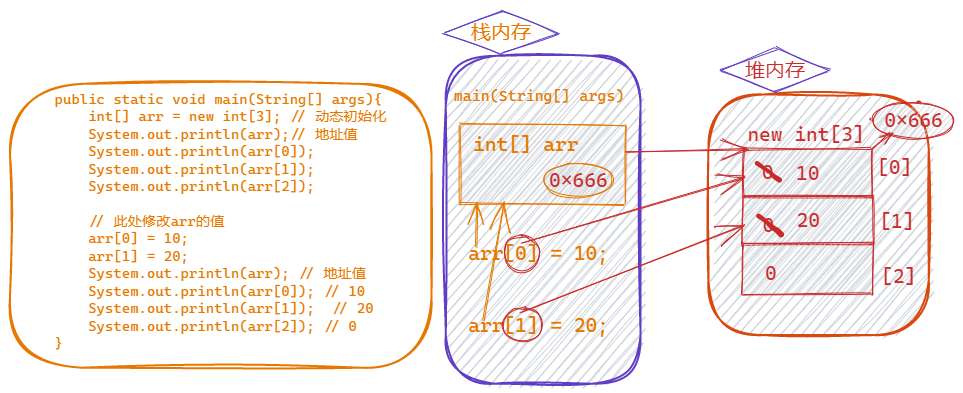 public static void main(String[] args){
int[] arr = new int[3]; // 动态初始化
System.out.println(arr);// 地址值
System.out.println(arr[0]);
System.out.println(arr[1]);
System.out.println(arr[2]);
// 此处修改arr的值
arr[0] = 10;
arr[1] = 20;
System.out.println(arr); // 地址值
System.out.println(arr[0]); // 10
System.out.println(arr[1]);  // 20
System.out.println(arr[2]); // 0
}
栈内存
main(String[] args)
int[] arr
0×666
arr[0] = 10;
arr[1] = 20;
堆内存
0×666
new int[3]
0 10 [0]
0 20 [1]
0 [2]